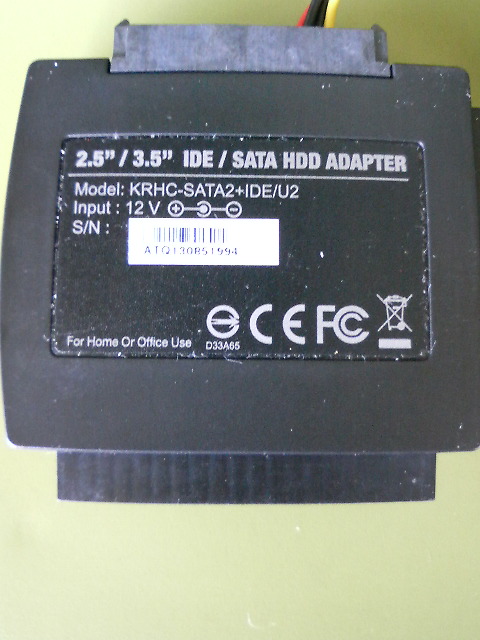 2.5" / 3.5" IDE / SATA HDD ADAPTER
Model: KRHC-SATA2+IDE/U2
Input : 12 V
S/N :
ATQ130851994
For Home Or Office Use
D33A65
CE FC